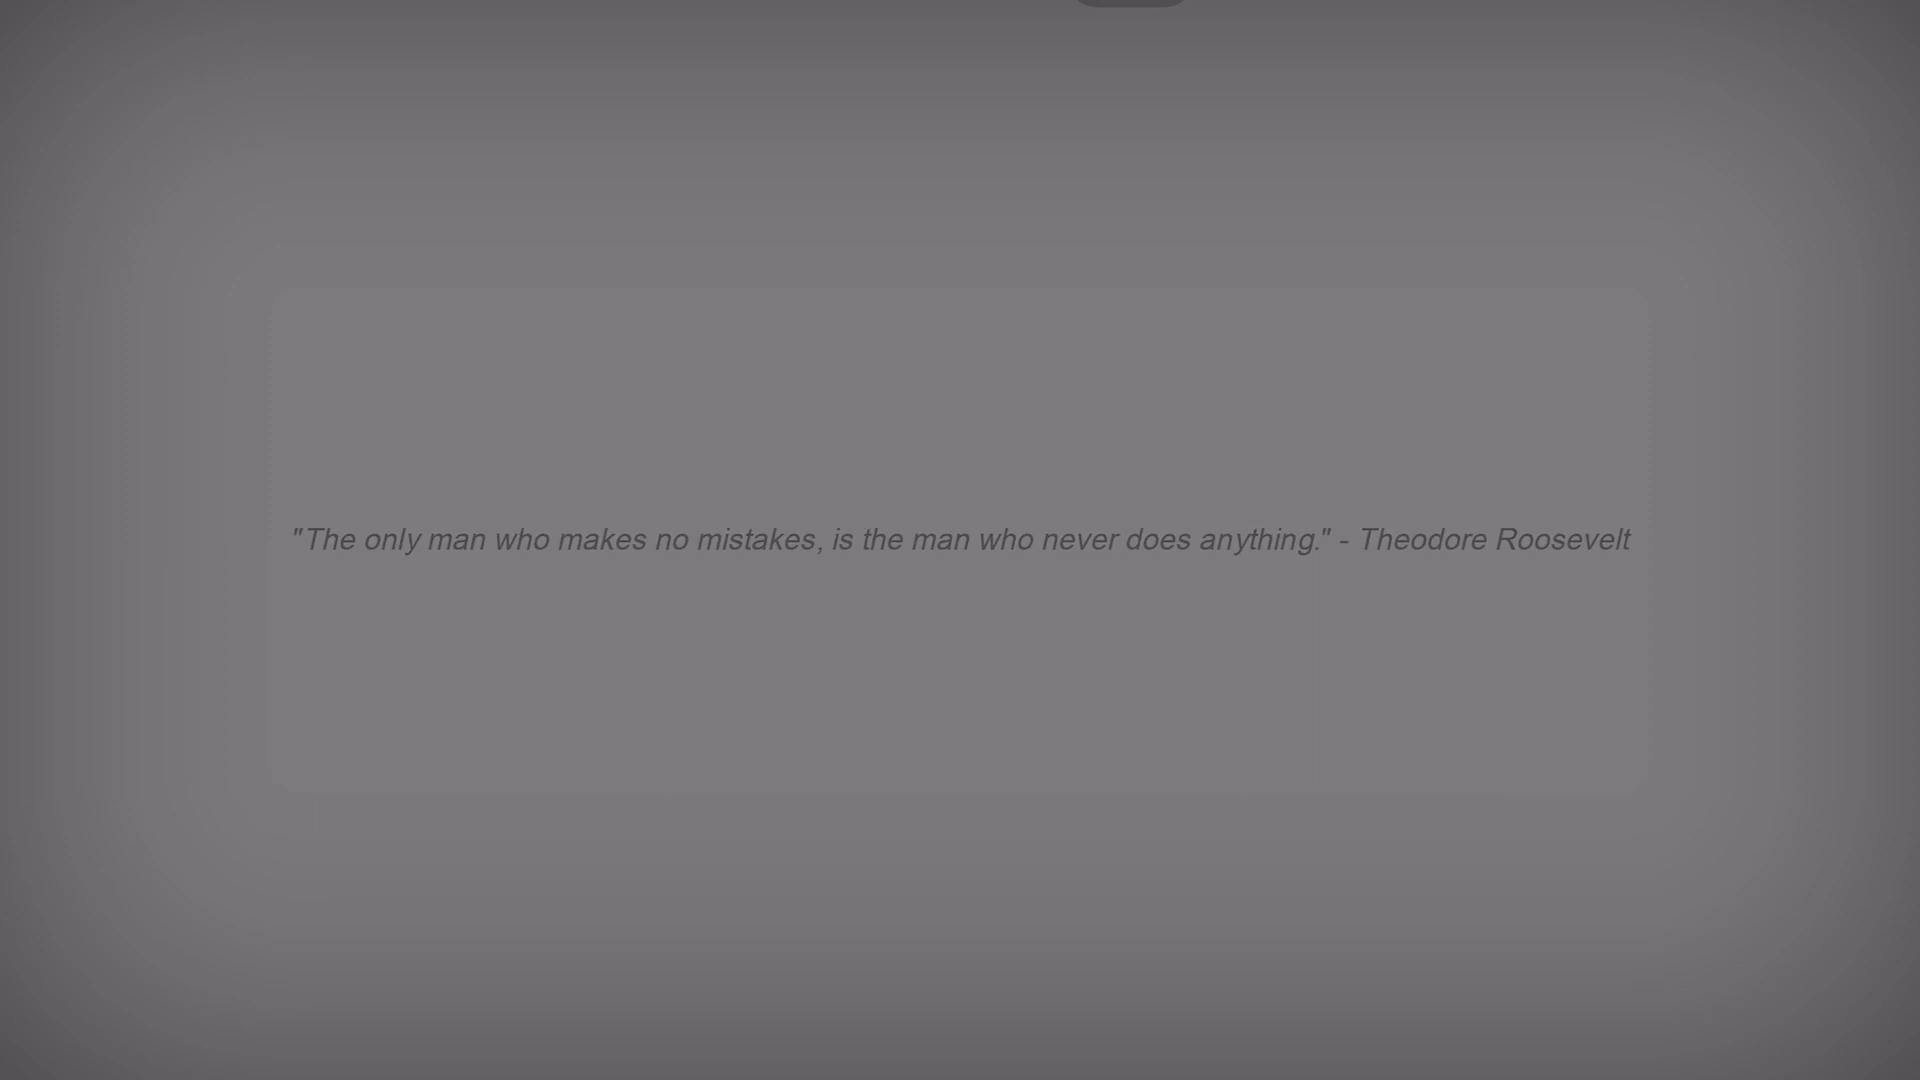 "The only man who makes no mistakes, is the man who never does anything." - Theodore Roosevelt